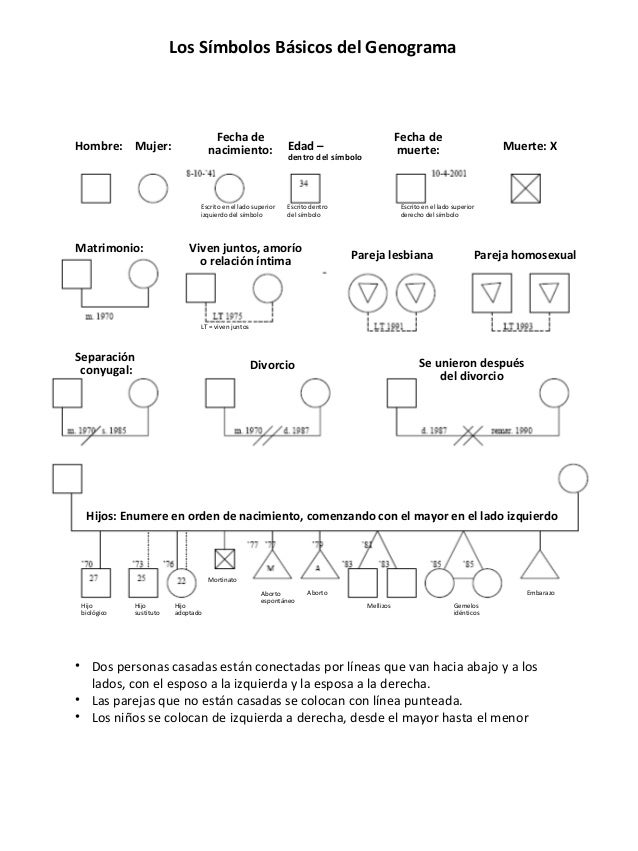 Los Símbolos Básicos del Genograma
Hombre:
Mujer:
Fecha de
nacimiento:
Edad –
dentro del símbolo
Fecha de
muerte:
Muerte: X
8-10-'41
34
10-4-2001
Escrito en el lado superior
izquierdo del símbolo
Escrito dentro
del símbolo
Escrito en el lado superior
derecho del símbolo
Matrimonio:
Viven juntos, amorío
o relación íntima
Pareja lesbiana
Pareja homosexual
m. 1970
LT 1975
LT = viven juntos
LT 1991
LT 1993
Separación
conyugal:
Divorcio
Se unieron después
del divorcio
m. 1970 s. 1985
m. 1970 d. 1987
d. 1987 remar. 1990
Hijos: Enumere en orden de nacimiento, comenzando con el mayor en el lado izquierdo
'70
'73
'76
'77 '77
'79
'81
'83 '83
'85 '85
27
25
22
M
A
Hijo
biológico
Hijo
sustituto
Hijo
adoptado
Mortinato
Aborto
espontáneo
Aborto
Mellizos
Gemelos
idénticos
Embarazo
• Dos personas casadas están conectadas por líneas que van hacia abajo y a los
lados, con el esposo a la izquierda y la esposa a la derecha.
• Las parejas que no están casadas se colocan con línea punteada.
• Los niños se colocan de izquierda a derecha, desde el mayor hasta el menor